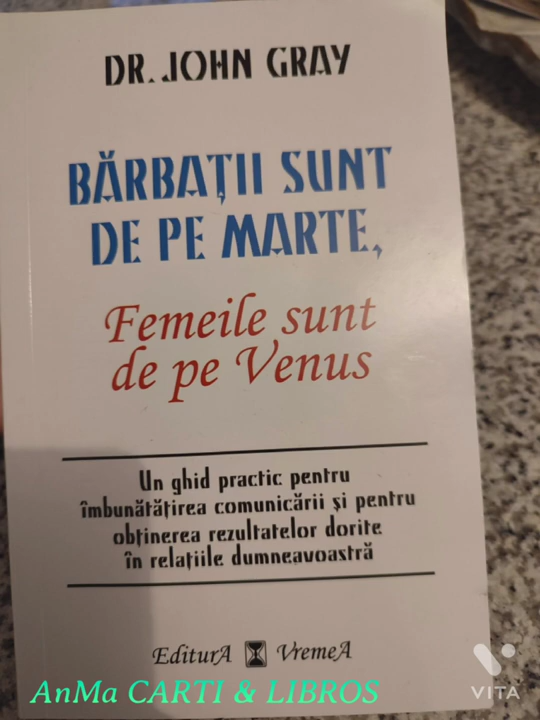 DR. JOHN GRAY
BĂRBAȚII SUNT
DE PE MARTE,
Femeile sunt
de pe Venus
Un ghid practic pentru
îmbunătățirea comunicării și pentru
obținerea rezultatelor dorite
în relațiile dumneavoastră
EditurA VremeA
AnMa CARTI & LIBROS
VITA